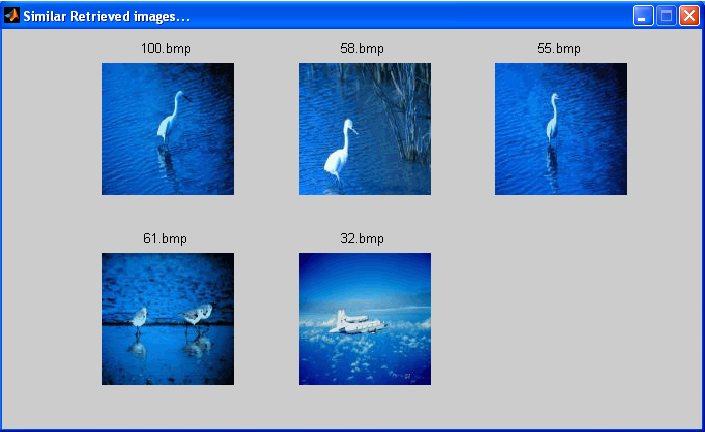 Similar Retrieved images...
100.bmp
58.bmp
55.bmp
61.bmp
32.bmp